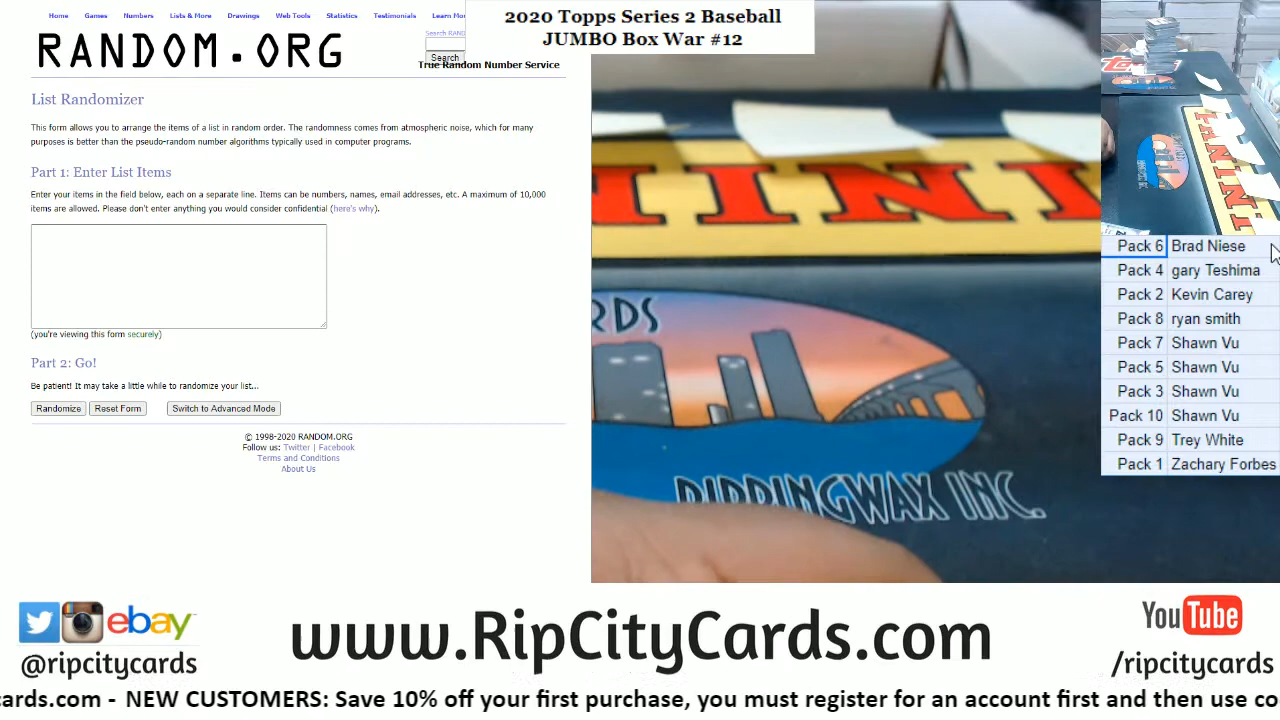 Home Games Numbers Lists & More Drawings Web Tools Statistics Testimonials Learn Mo
2020 Topps Series 2 Baseball
JUMBO Box War #12
RANDOM.ORG
Search RAND
Search
True Random Number Service
List Randomizer
This form allows you to arrange the items of a list in random order. The randomness comes from atmospheric noise, which for many
purposes is better than the pseudo-random number algorithms typically used in computer programs.
Part 1: Enter List Items
Enter your items in the field below, each on a separate line. Items can be numbers, names, email addresses, etc. A maximum of 10,000
items are allowed. Please don't enter anything you would consider confidential (here's why).
(you're viewing this form securely)
Part 2: Go!
Be patient! It may take a little while to randomize your list...
Randomize Reset Form Switch to Advanced Mode
© 1998-2020 RANDOM.ORG
Follow us: Twitter | Facebook
Terms and Conditions
About Us
RDS
RIPPINGWAX INC.
Pack 6 Brad Niese
Pack 4 gary Teshima
Pack 2 Kevin Carey
Pack 8 ryan smith
Pack 7 Shawn Vu
Pack 5 Shawn Vu
Pack 3 Shawn Vu
Pack 10 Shawn Vu
Pack 9 Trey White
Pack 1 Zachary Forbes
ebay
@ripcitycards
www.RipCityCards.com
YouTube
/ripcitycards
cards.com - NEW CUSTOMERS: Save 10% off your first purchase, you must register for an account first and then use co